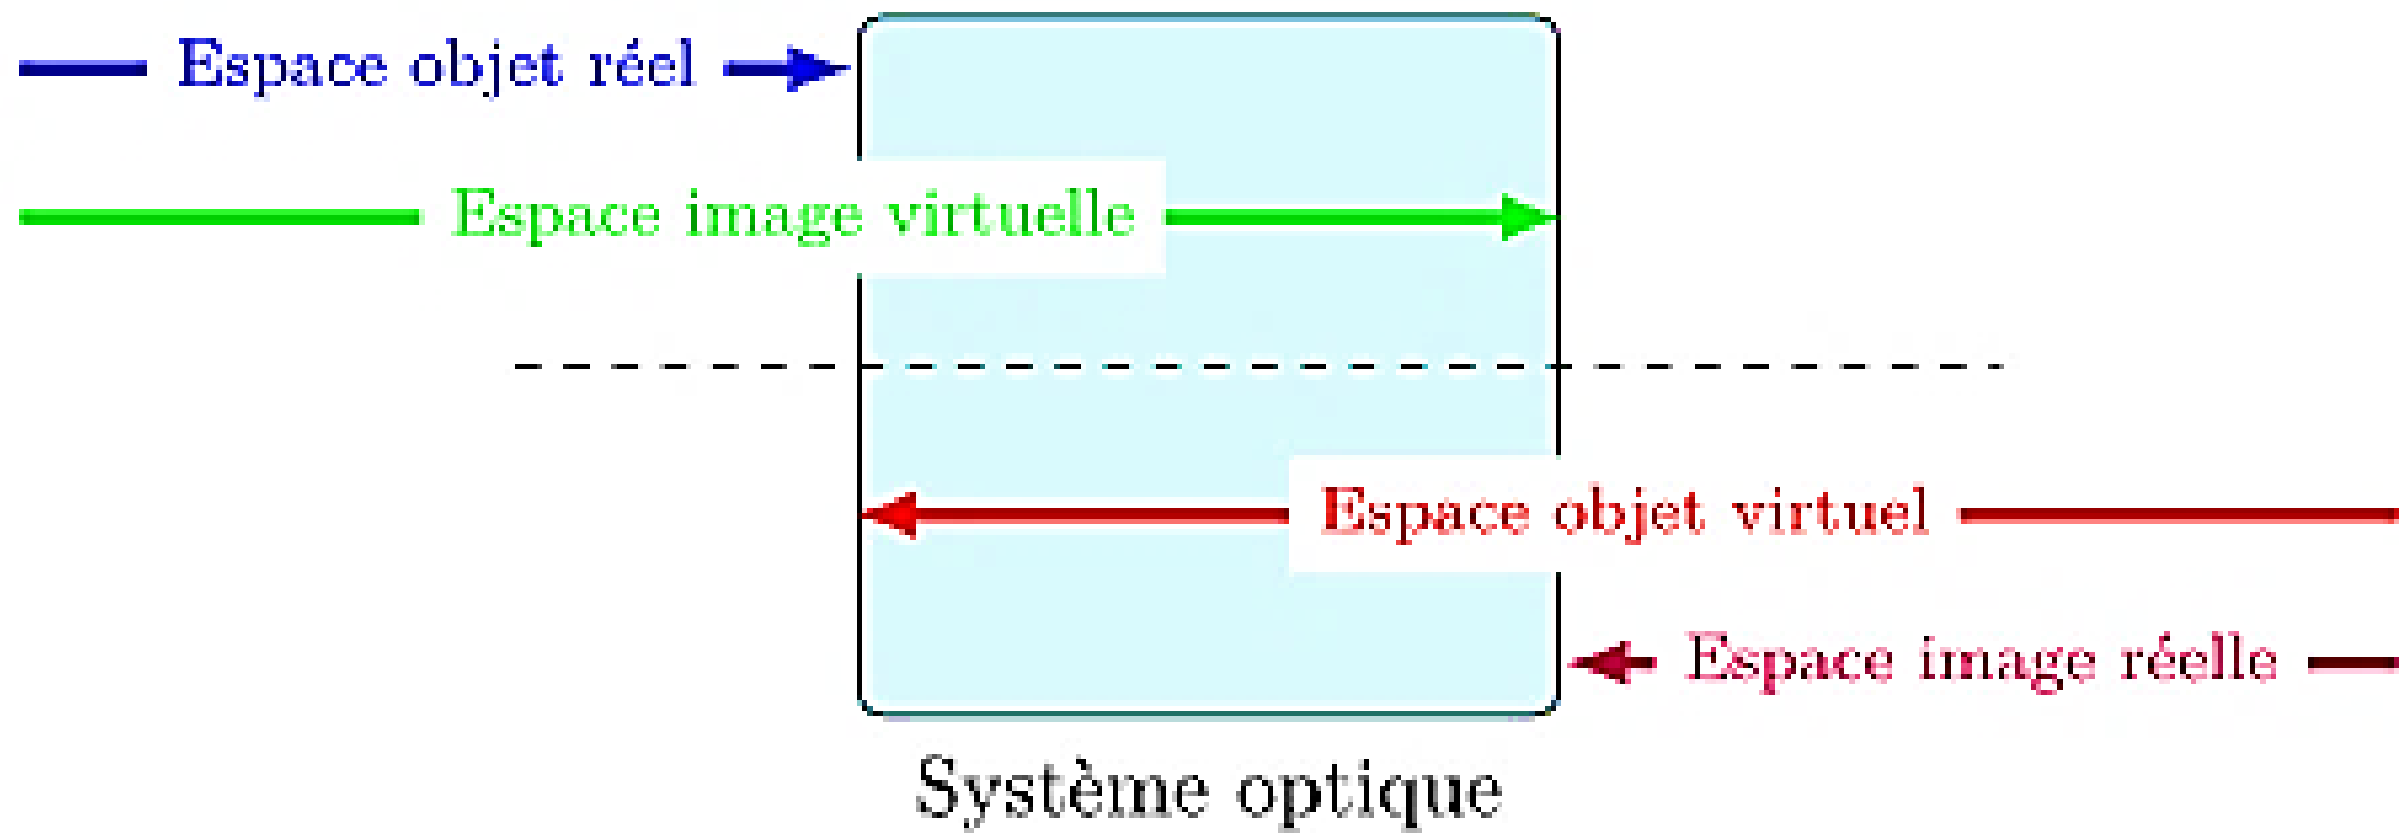 Espace objet réel
Espace image virtuelle
Espace objet virtuel
Espace image réelle
Système optique